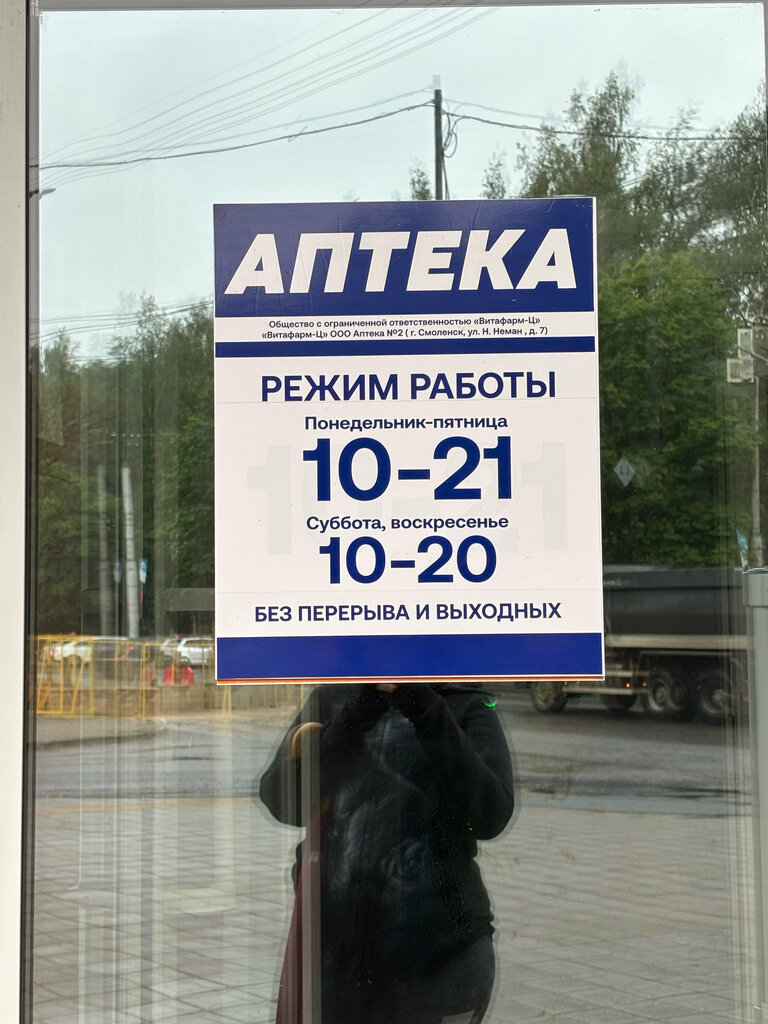 АПТЕКА
Общество с ограниченной ответственностью «Витафарм-Ц»
«Витафарм-Ц» ООО Аптека №2 ( г. Смоленск, ул. Н. Неман , д. 7)
РЕЖИМ РАБОТЫ
Понедельник-пятница
10-21
Суббота, воскресенье
10-20
БЕЗ ПЕРЕРЫВА И ВЫХОДНЫХ